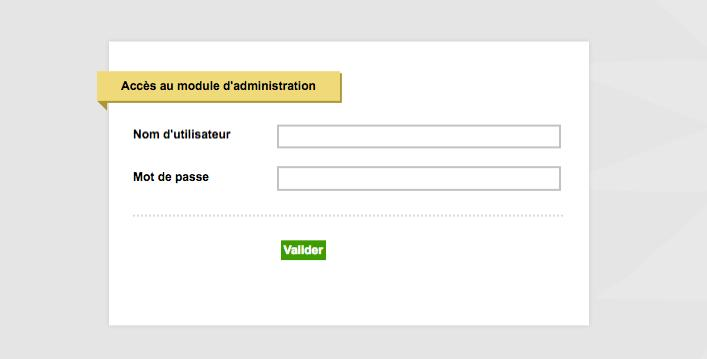 Accès au module d'administration
Nom d'utilisateur
Mot de passe
Valider